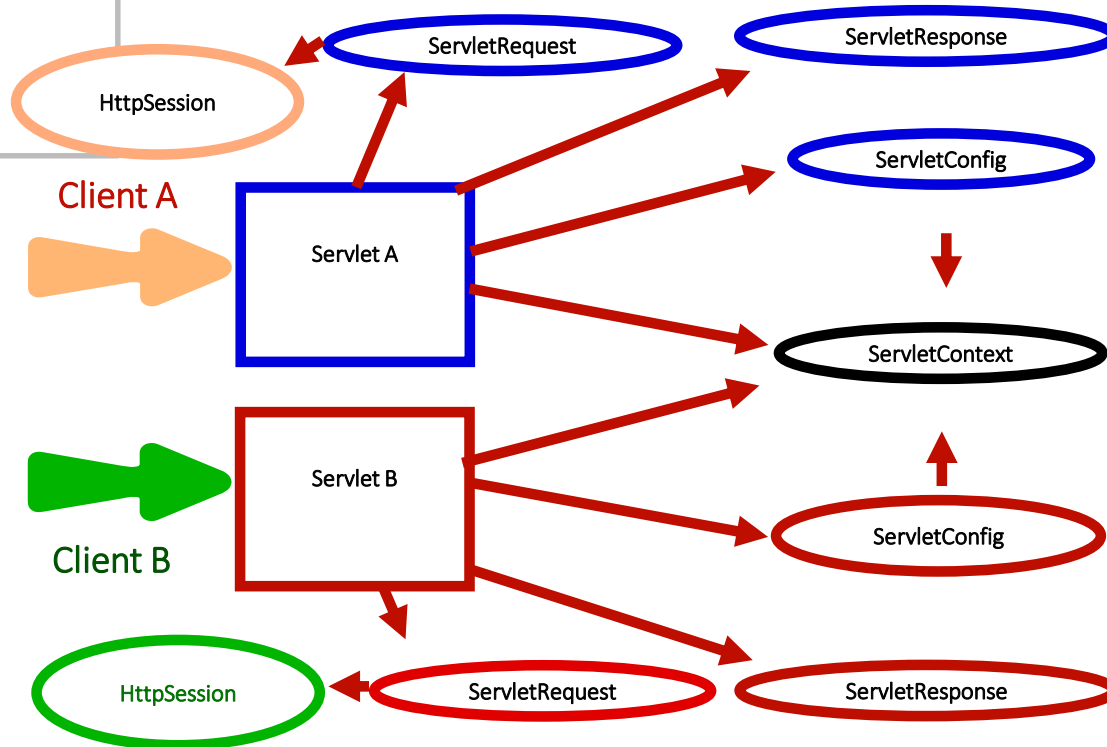 ServletRequest
ServletResponse
HttpSession
ServletConfig
Client A
Servlet A
ServletContext
Servlet B
ServletConfig
Client B
HttpSession
ServletRequest
ServletResponse